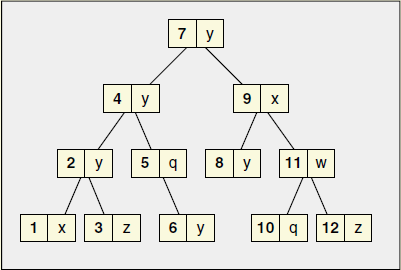 7 y
4 y 9 x
2 y 5 q 8 y 11 w
1 x 3 z 6 y 10 q 12 z